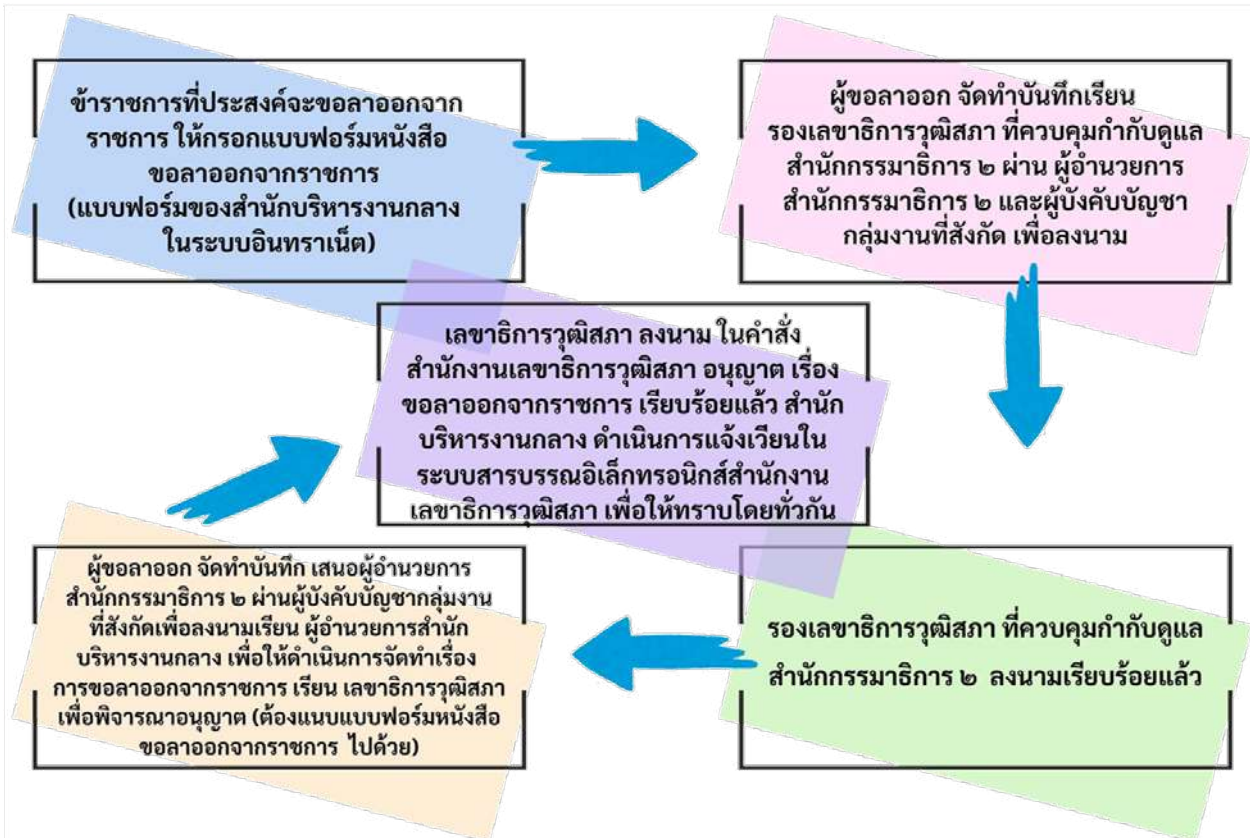 ข้าราชการที่ประสงค์จะขอลาออกจาก
ราชการ ให้กรอกแบบฟอร์มหนังสือ
ขอลาออกจากราชการ
(แบบฟอร์มของสำนักบริหารงานกลาง
ในระบบอินทราเน็ต)
ผู้ขอลาออก จัดทำบันทึกเรียน
รองเลขาธิการวุฒิสภา ที่ควบคุมกำกับดูแล
สำนักกรรมาธิการ ๒ ผ่าน ผู้อำนวยการ
สำนักกรรมาธิการ ๒ และผู้บังคับบัญชา
กลุ่มงานที่สังกัด เพื่อลงนาม
รองเลขาธิการวุฒิสภา ที่ควบคุมกำกับดูแล
สำนักกรรมาธิการ ๒ ลงนามเรียบร้อยแล้ว
ผู้ขอลาออก จัดทำบันทึก เสนอผู้อำนวยการ
สำนักกรรมาธิการ ๒ ผ่านผู้บังคับบัญชากลุ่มงาน
ที่สังกัดเพื่อลงนามเรียน ผู้อำนวยการสำนัก
บริหารงานกลาง เพื่อให้ดำเนินการจัดทำเรื่อง
การขอลาออกจากราชการ เรียน เลขาธิการวุฒิสภา
เพื่อพิจารณาอนุญาต (ต้องแนบแบบฟอร์มหนังสือ
ขอลาออกจากราชการ ไปด้วย)
เลขาธิการวุฒิสภา ลงนาม ในคำสั่ง
สำนักงานเลขาธิการวุฒิสภา อนุญาต เรื่อง
ขอลาออกจากราชการ เรียบร้อยแล้ว สำนัก
บริหารงานกลาง ดำเนินการแจ้งเวียนใน
ระบบสารบรรณอิเล็กทรอนิกส์สำนักงาน
เลขาธิการวุฒิสภา เพื่อให้ทราบโดยทั่วกัน